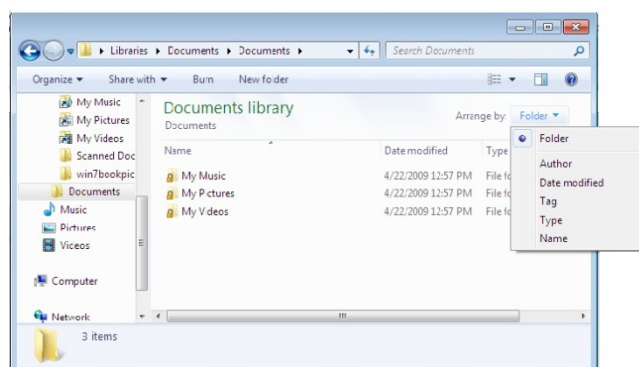 Libraries Documents Documents
Search Documents
Organize Share with Burn New folder
My Music
My Pictures
My Videos
Scanned Doc
win7bookpic
Documents
Music
Pictures
Videos
Computer
Network
Documents library
Documents
Arrange by: Folder
Name Date modified Type
My Music 4/22/2009 12:57 PM File fo
My Pictures 4/22/2009 12:57 PM File fo
My Videos 4/22/2009 12:57 PM File fo
Folder
Author
Date modified
Tag
Type
Name
3 items